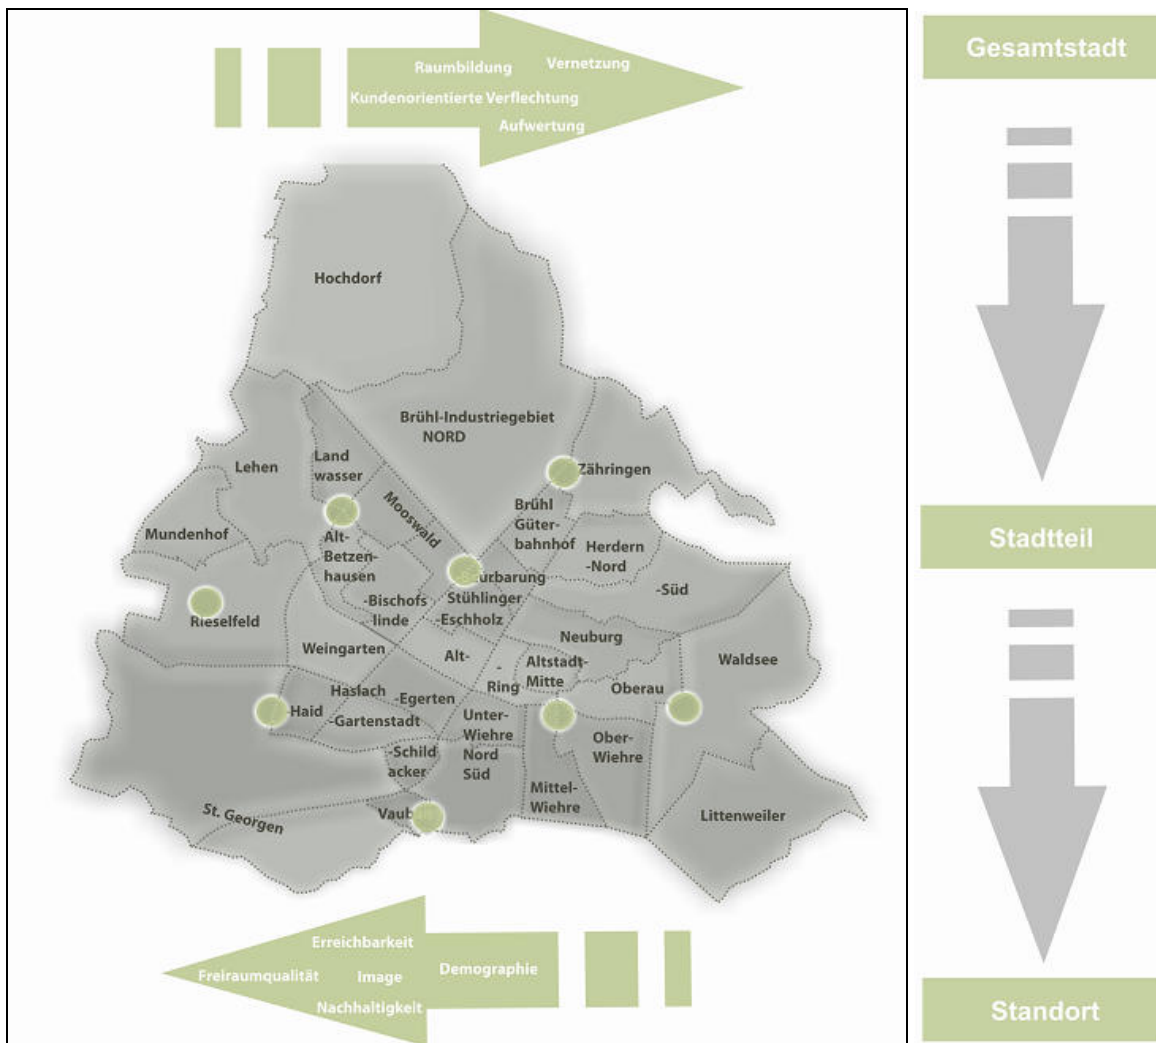 Gesamtstadt
Raumbildung
Vernetzung
Kundenorientierte Verflechtung
Aufwertung
Hochdorf
Brühl-Industriegebiet
NORD
Lehen
Land
wasser
Zähringen
Mooswald
Brühl
Güter-
bahnhof
Mundenhof
Alt-
Betzen-
hausen
Herdern
-Nord
Stadtteil
urbarung
Stühlinger
-Eschholz
-Süd
-Bischofs
linde
Rieselfeld
Weingarten
Neuburg
Alt-
-
Ring
Altstadt-
Mitte
Oberau
Waldsee
Haslach
-Egerten
-Haid
-Gartenstadt
Unter-
Wiehre
Nord
Süd
Ober-
Wiehre
-Schild
acker
Mittel-
Wiehre
St. Georgen
Vaub
Littenweiler
Erreichbarkeit
Freiraumqualität
Image
Demographie
Nachhaltigkeit
Standort